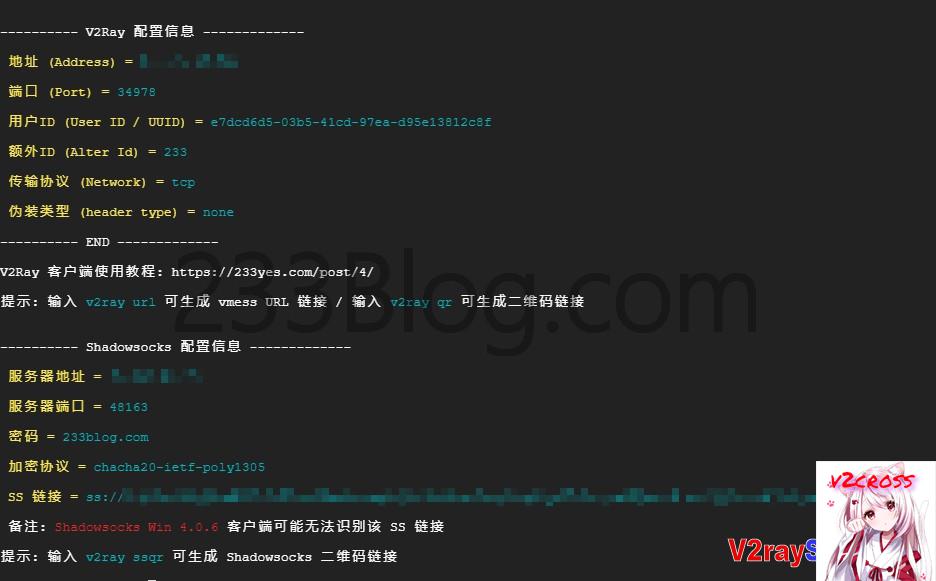 ---------- V2Ray 配置信息 -------------
地址 (Address) =
端口 (Port) = 34978
用户ID (User ID / UUID) = e7dcd6d5-03b5-41cd-97ea-d95e13812c8f
额外ID (Alter Id) = 233
传输协议 (Network) = tcp
伪装类型 (header type) = none
---------- END -------------
V2Ray 客户端使用教程: https://233yes.com/post/4/
提示: 输入 v2ray url 可生成 vmess URL 链接 / 输入 v2ray qr 可生成二维码链接
233Blog.com
---------- Shadowsocks 配置信息 -------------
服务器地址 =
服务器端口 = 48163
密码 = 233blog.com
加密协议 = chacha20-ietf-poly1305
SS 链接 = ss://
备注: Shadowsocks Win 4.0.6 客户端可能无法识别该 SS 链接
提示: 输入 v2ray ssqr 可生成 Shadowsocks 二维码链接
v2cross
V2rayS